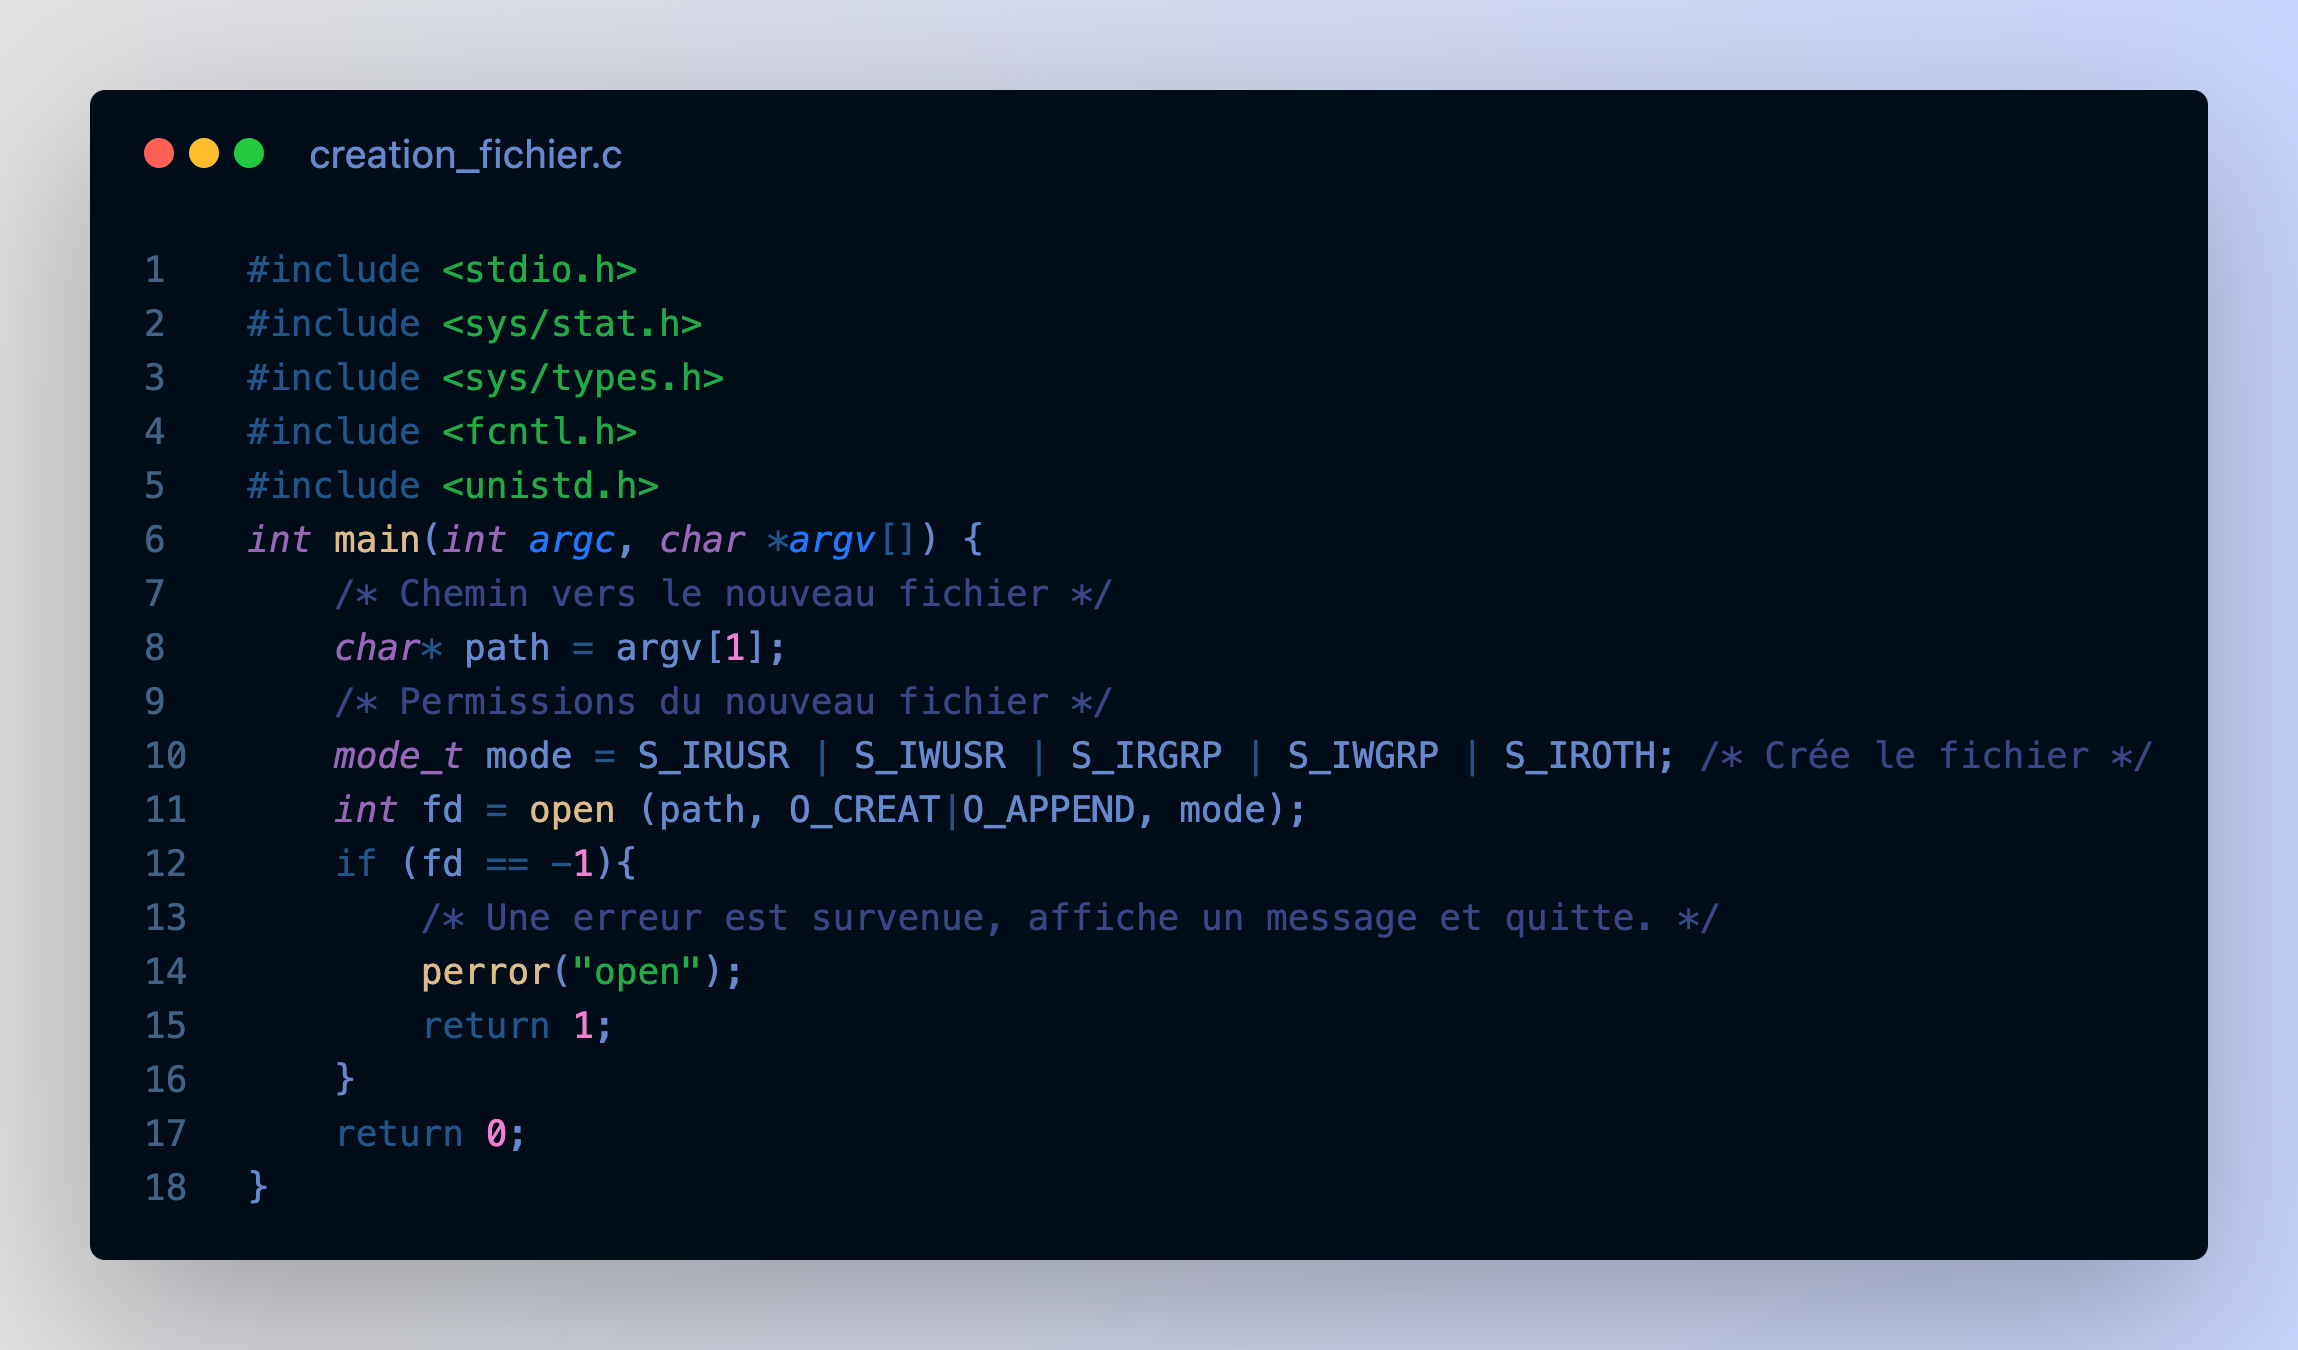 creation_fichier.c
1 #include <stdio.h>
2 #include <sys/stat.h>
3 #include <sys/types.h>
4 #include <fcntl.h>
5 #include <unistd.h>
6 int main(int argc, char *argv[]) {
7     /* Chemin vers le nouveau fichier */
8     char* path = argv[1];
9     /* Permissions du nouveau fichier */
10     mode_t mode = S_IRUSR | S_IWUSR | S_IRGRP | S_IWGRP | S_IROTH; /* Crée le fichier */
11     int fd = open (path, O_CREAT|O_APPEND, mode);
12     if (fd == -1){
13         /* Une erreur est survenue, affiche un message et quitte. */
14         perror("open");
15         return 1;
16     }
17     return 0;
18 }